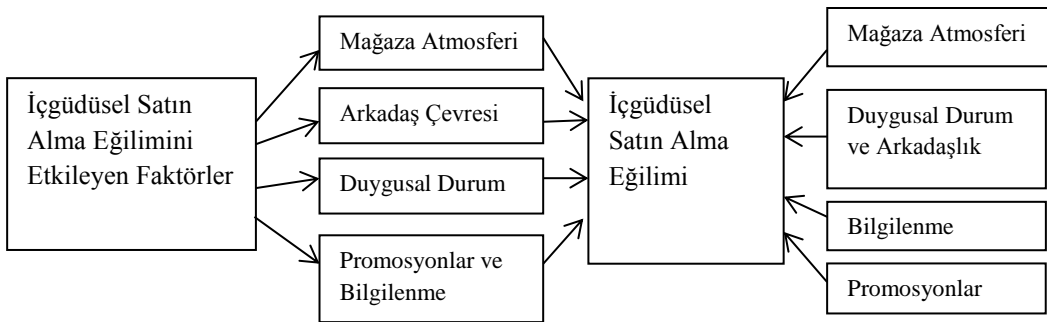 İçgüdüsel Satın
Alma Eğilimini
Etkileyen Faktörler
Mağaza Atmosferi
Arkadaş Çevresi
Duygusal Durum
Promosyonlar ve
Bilgilenme
İçgüdüsel
Satın Alma
Eğilimi
Mağaza Atmosferi
Duygusal Durum
ve Arkadaşlık
Bilgilenme
Promosyonlar